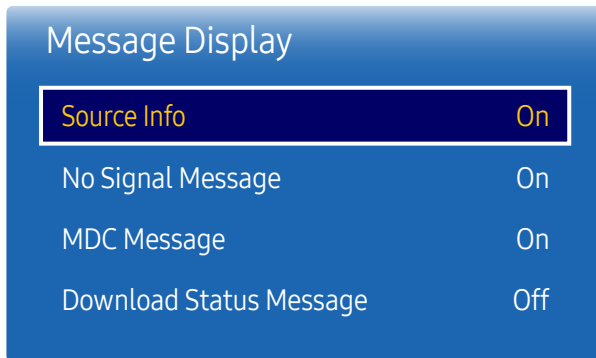 Message Display
Source Info On
No Signal Message On
MDC Message On
Download Status Message Off